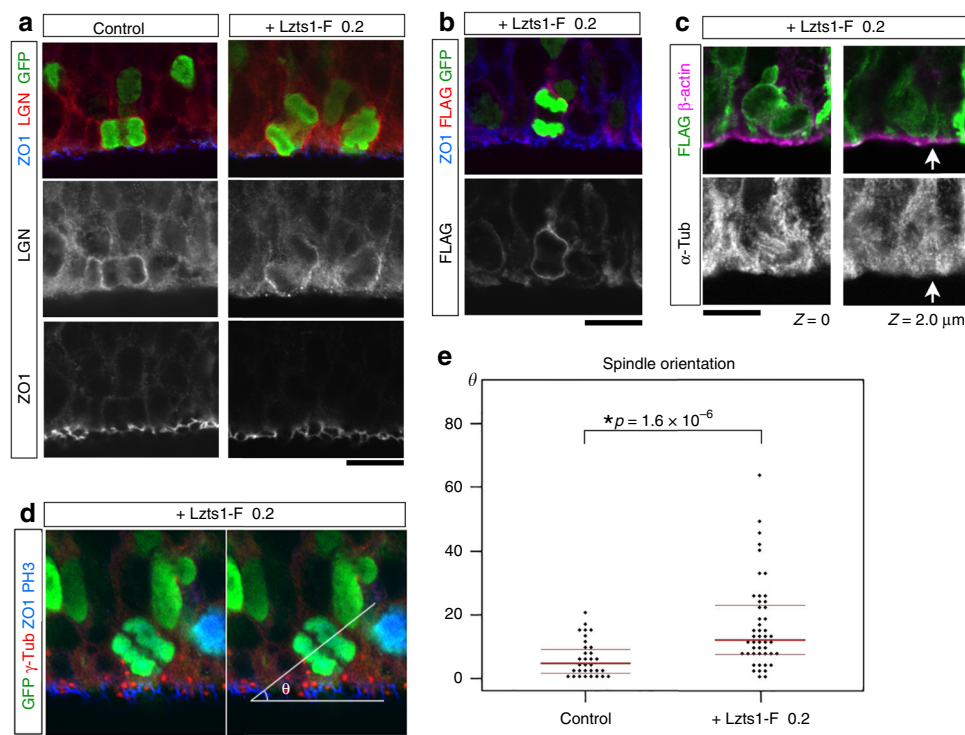 a
Control
+ Lzts1-F 0.2
ZO1 LGN GFP
LGN
ZO1
b
+ Lzts1-F 0.2
ZO1 FLAG GFP
FLAG
c
+ Lzts1-F 0.2
FLAG β-actin
α-Tub
Z = 0
Z = 2.0 μm
d
+ Lzts1-F 0.2
GFP γ-Tub ZO1 PH3
θ
e
Spindle orientation
θ
80
60
40
20
0
*p = 1.6 × 10⁻⁶
Control
+ Lzts1-F 0.2